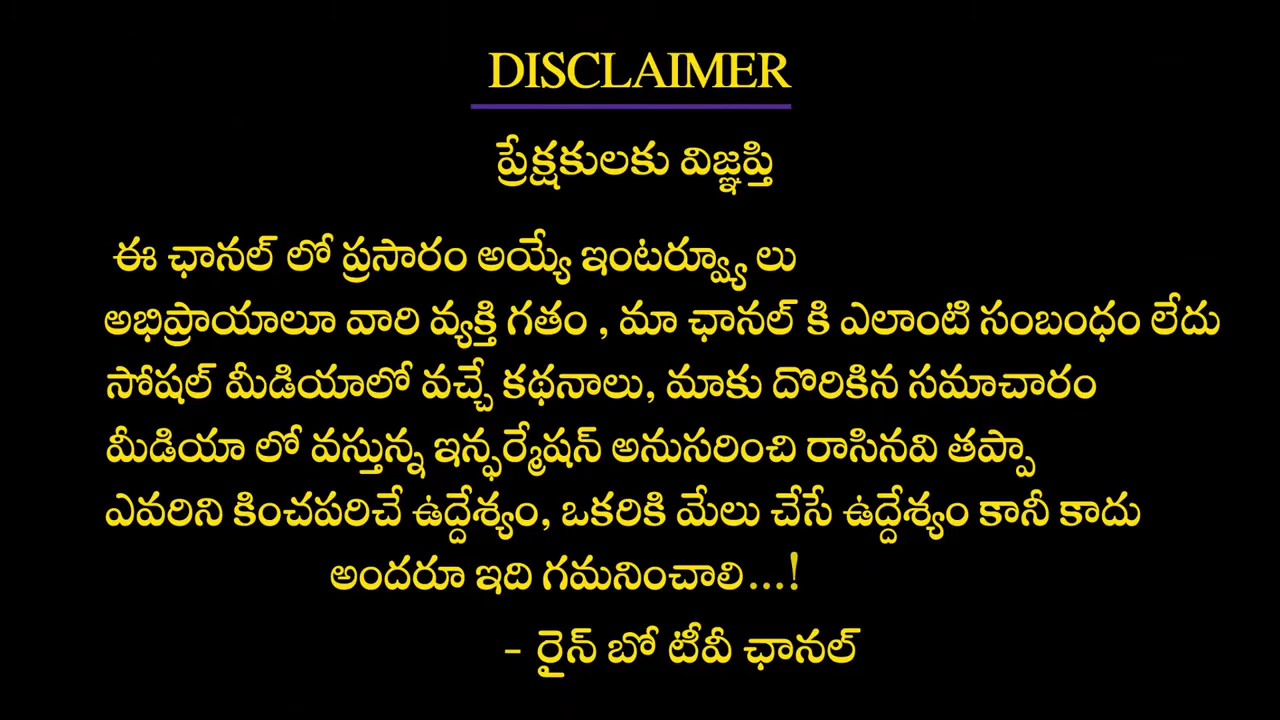 DISCLAIMER
ప్రేక్షకులకు విజ్ఞప్తి
ఈ ఛానల్ లో ప్రసారం అయ్యే ఇంటర్వ్యూ లు
అభిప్రాయాలూ వారి వ్యక్తి గతం , మా ఛానల్ కి ఎలాంటి సంబంధం లేదు
సోషల్ మీడియాలో వచ్చే కథనాలు, మాకు దొరికిన సమాచారం
మీడియా లో వస్తున్న ఇన్ఫర్మేషన్ అనుసరించి రాసినవి తప్పా
ఎవరిని కించపరిచే ఉద్దేశ్యం, ఒకరికి మేలు చేసే ఉద్దేశ్యం కానీ కాదు
అందరూ ఇది గమనించాలి...!
- రైన్ బో టీవీ ఛానల్